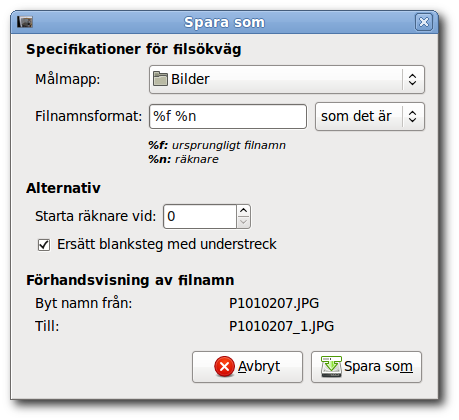 Spara som
Specifikationer för filsökväg
Målmapp: Bilder
Filnamnsformat: %f %n som det är
%f: ursprungligt filnamn
%n: räknare
Alternativ
Starta räknare vid: 0
Ersätt blanksteg med understreck
Förhandsvisning av filnamn
Byt namn från: P1010207.JPG
Till: P1010207_1.JPG
Avbryt Spara som